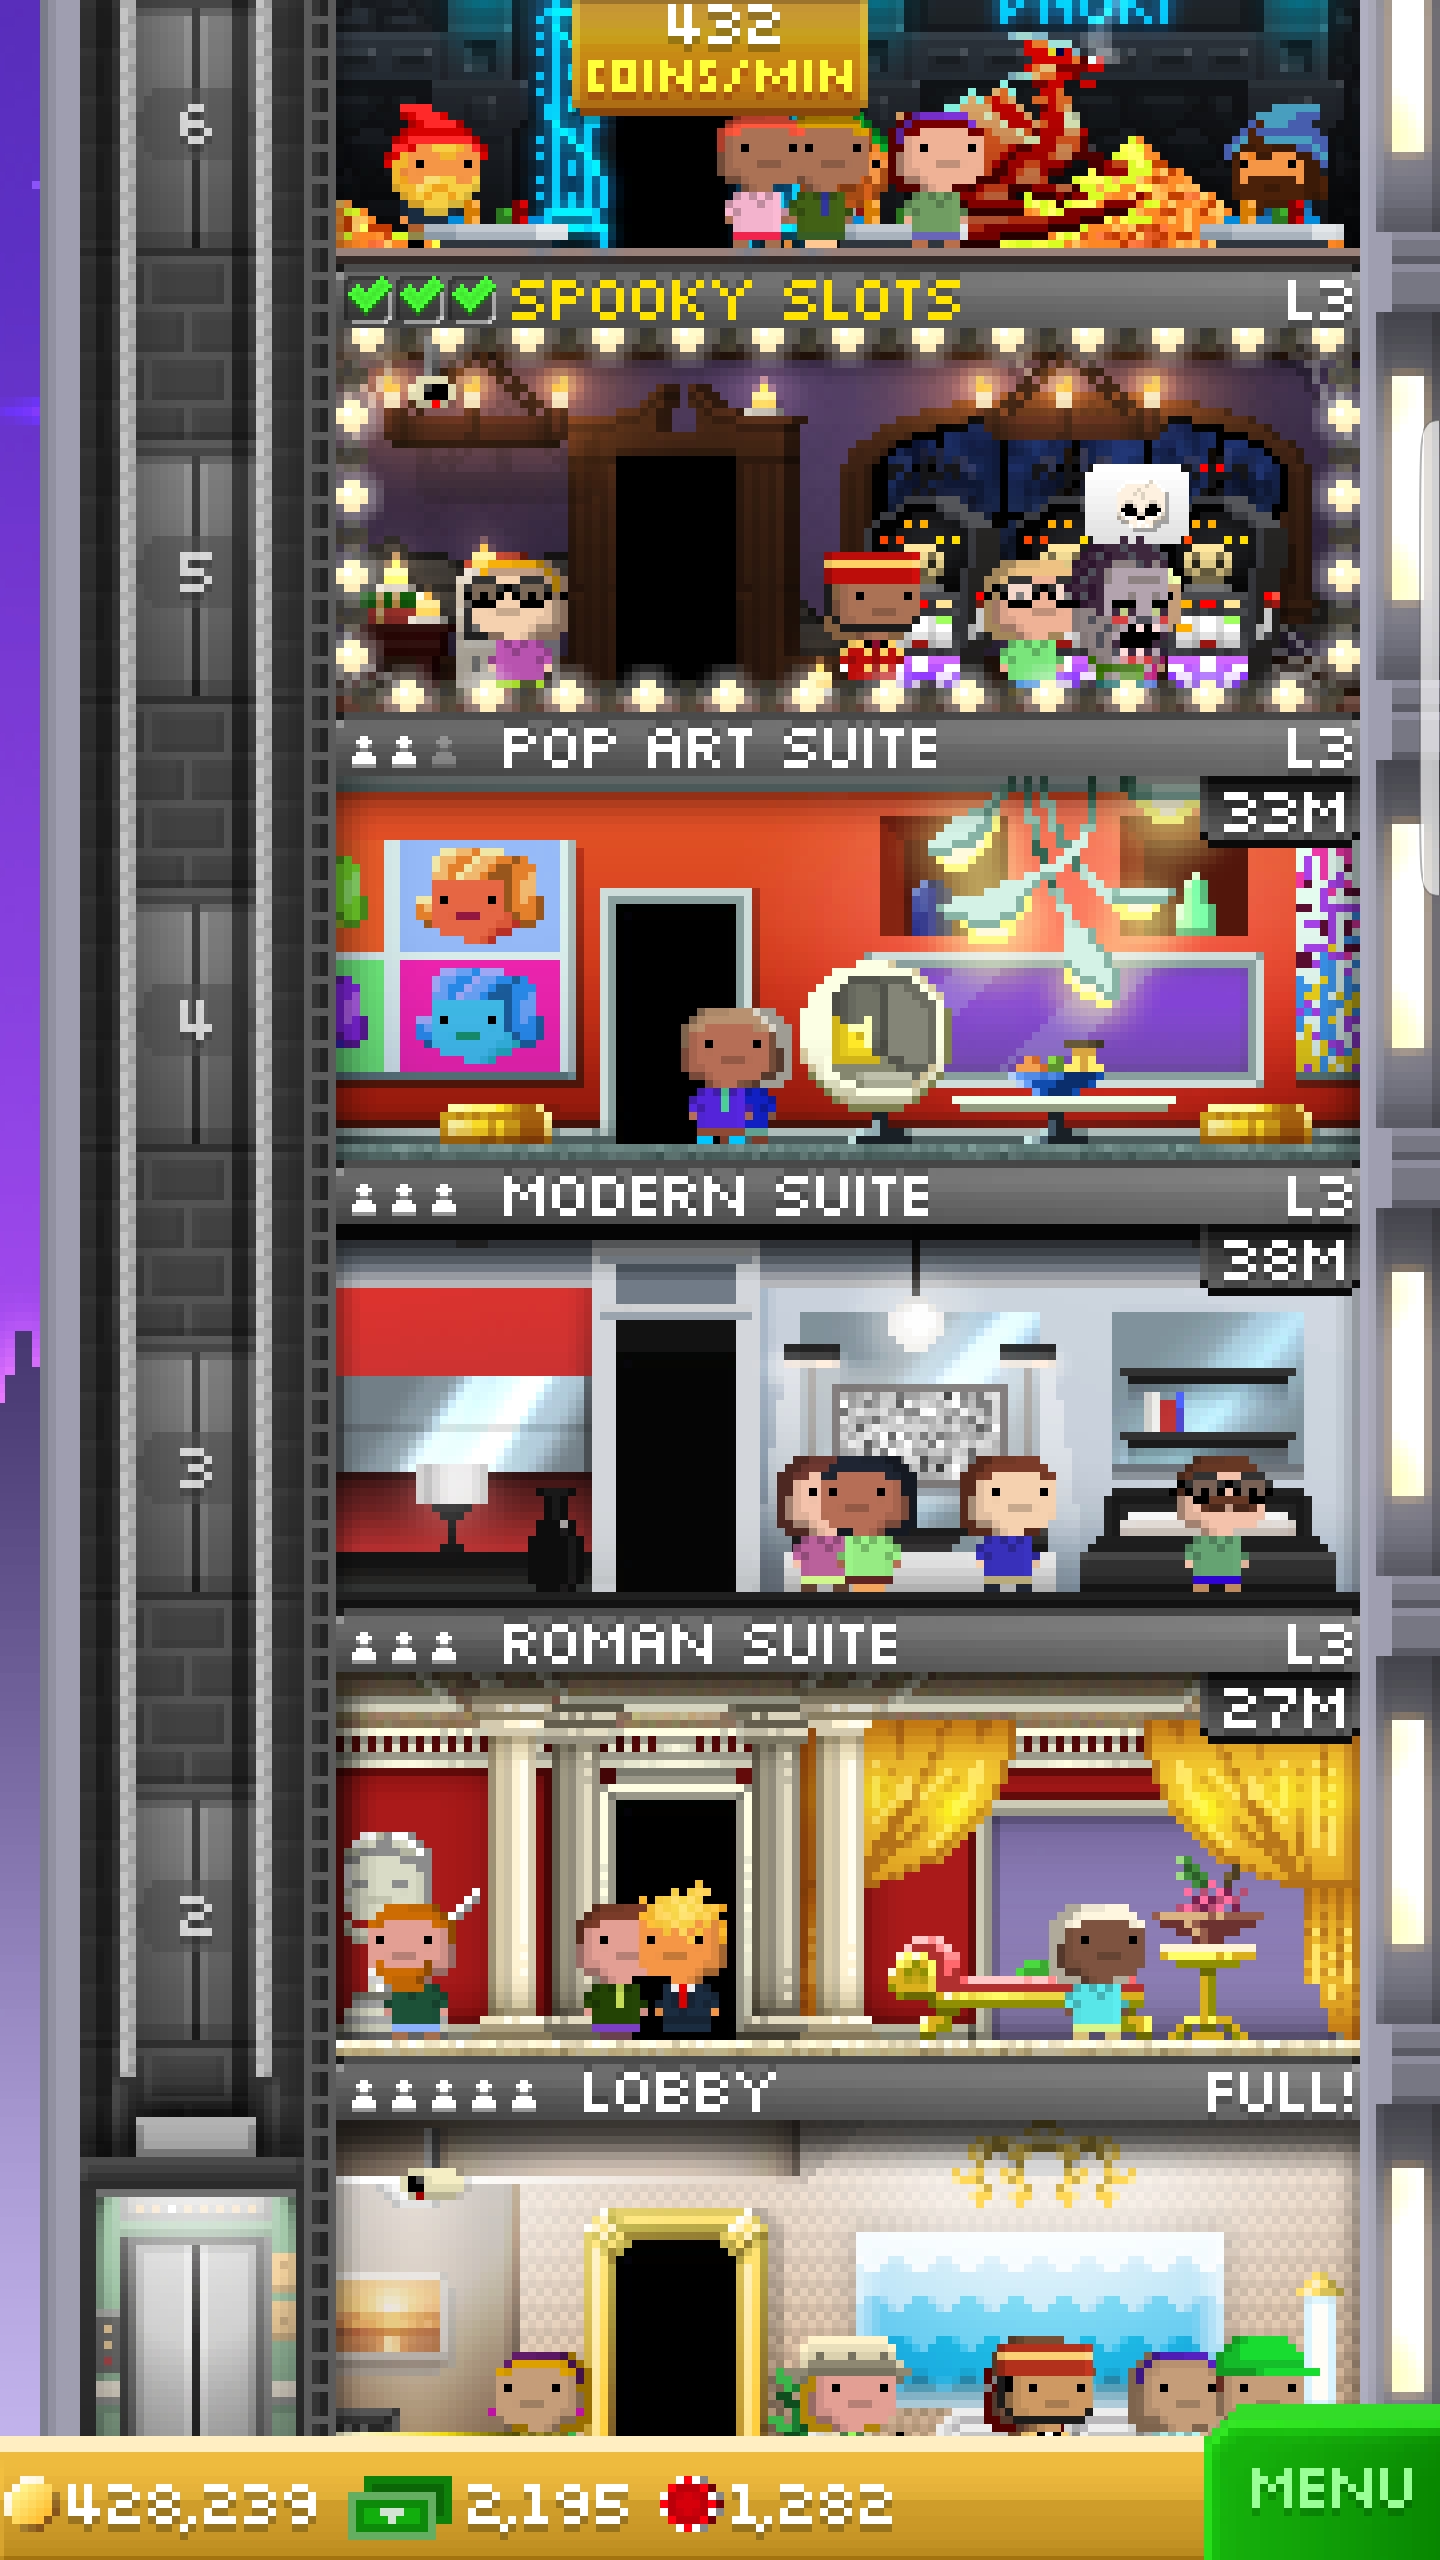 432
COINS/MIN
6
SPOOKY SLOTS L3
5
POP ART SUITE L3
33M
4
MODERN SUITE L3
38M
3
ROMAN SUITE L3
27M
2
LOBBY FULL!
428,239 2,195 1,282
MENU